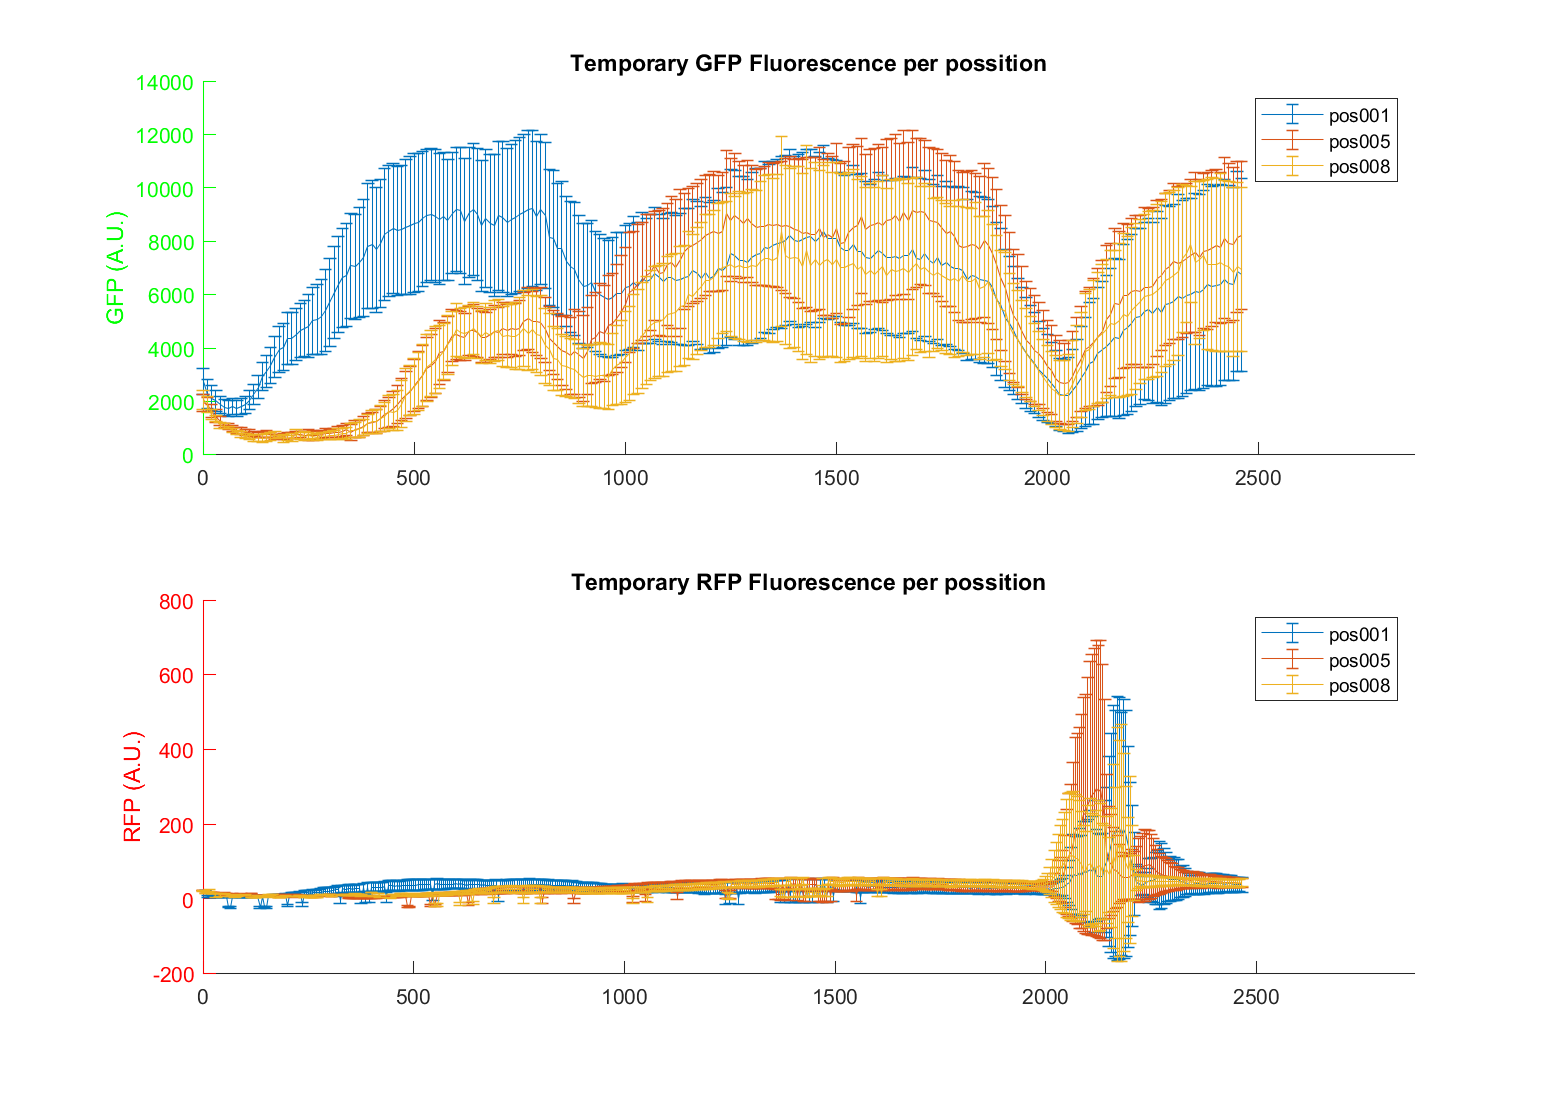 Temporary GFP Fluorescence per possition
14000
12000
10000
8000
6000
4000
2000
0
GFP (A.U.)
pos001
pos005
pos008
0 500 1000 1500 2000 2500
Temporary RFP Fluorescence per possition
800
600
400
200
0
-200
RFP (A.U.)
pos001
pos005
pos008
0 500 1000 1500 2000 2500